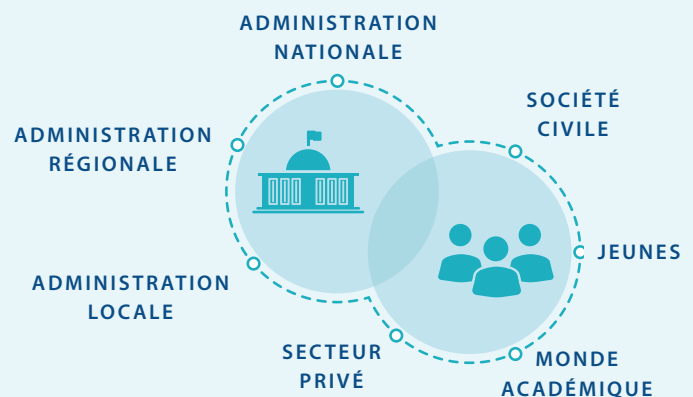 ADMINISTRATION
NATIONALE
SOCIÉTÉ
CIVILE
ADMINISTRATION
RÉGIONALE
JEUNES
ADMINISTRATION
LOCALE
SECTEUR
PRIVÉ
MONDE
ACADÉMIQUE